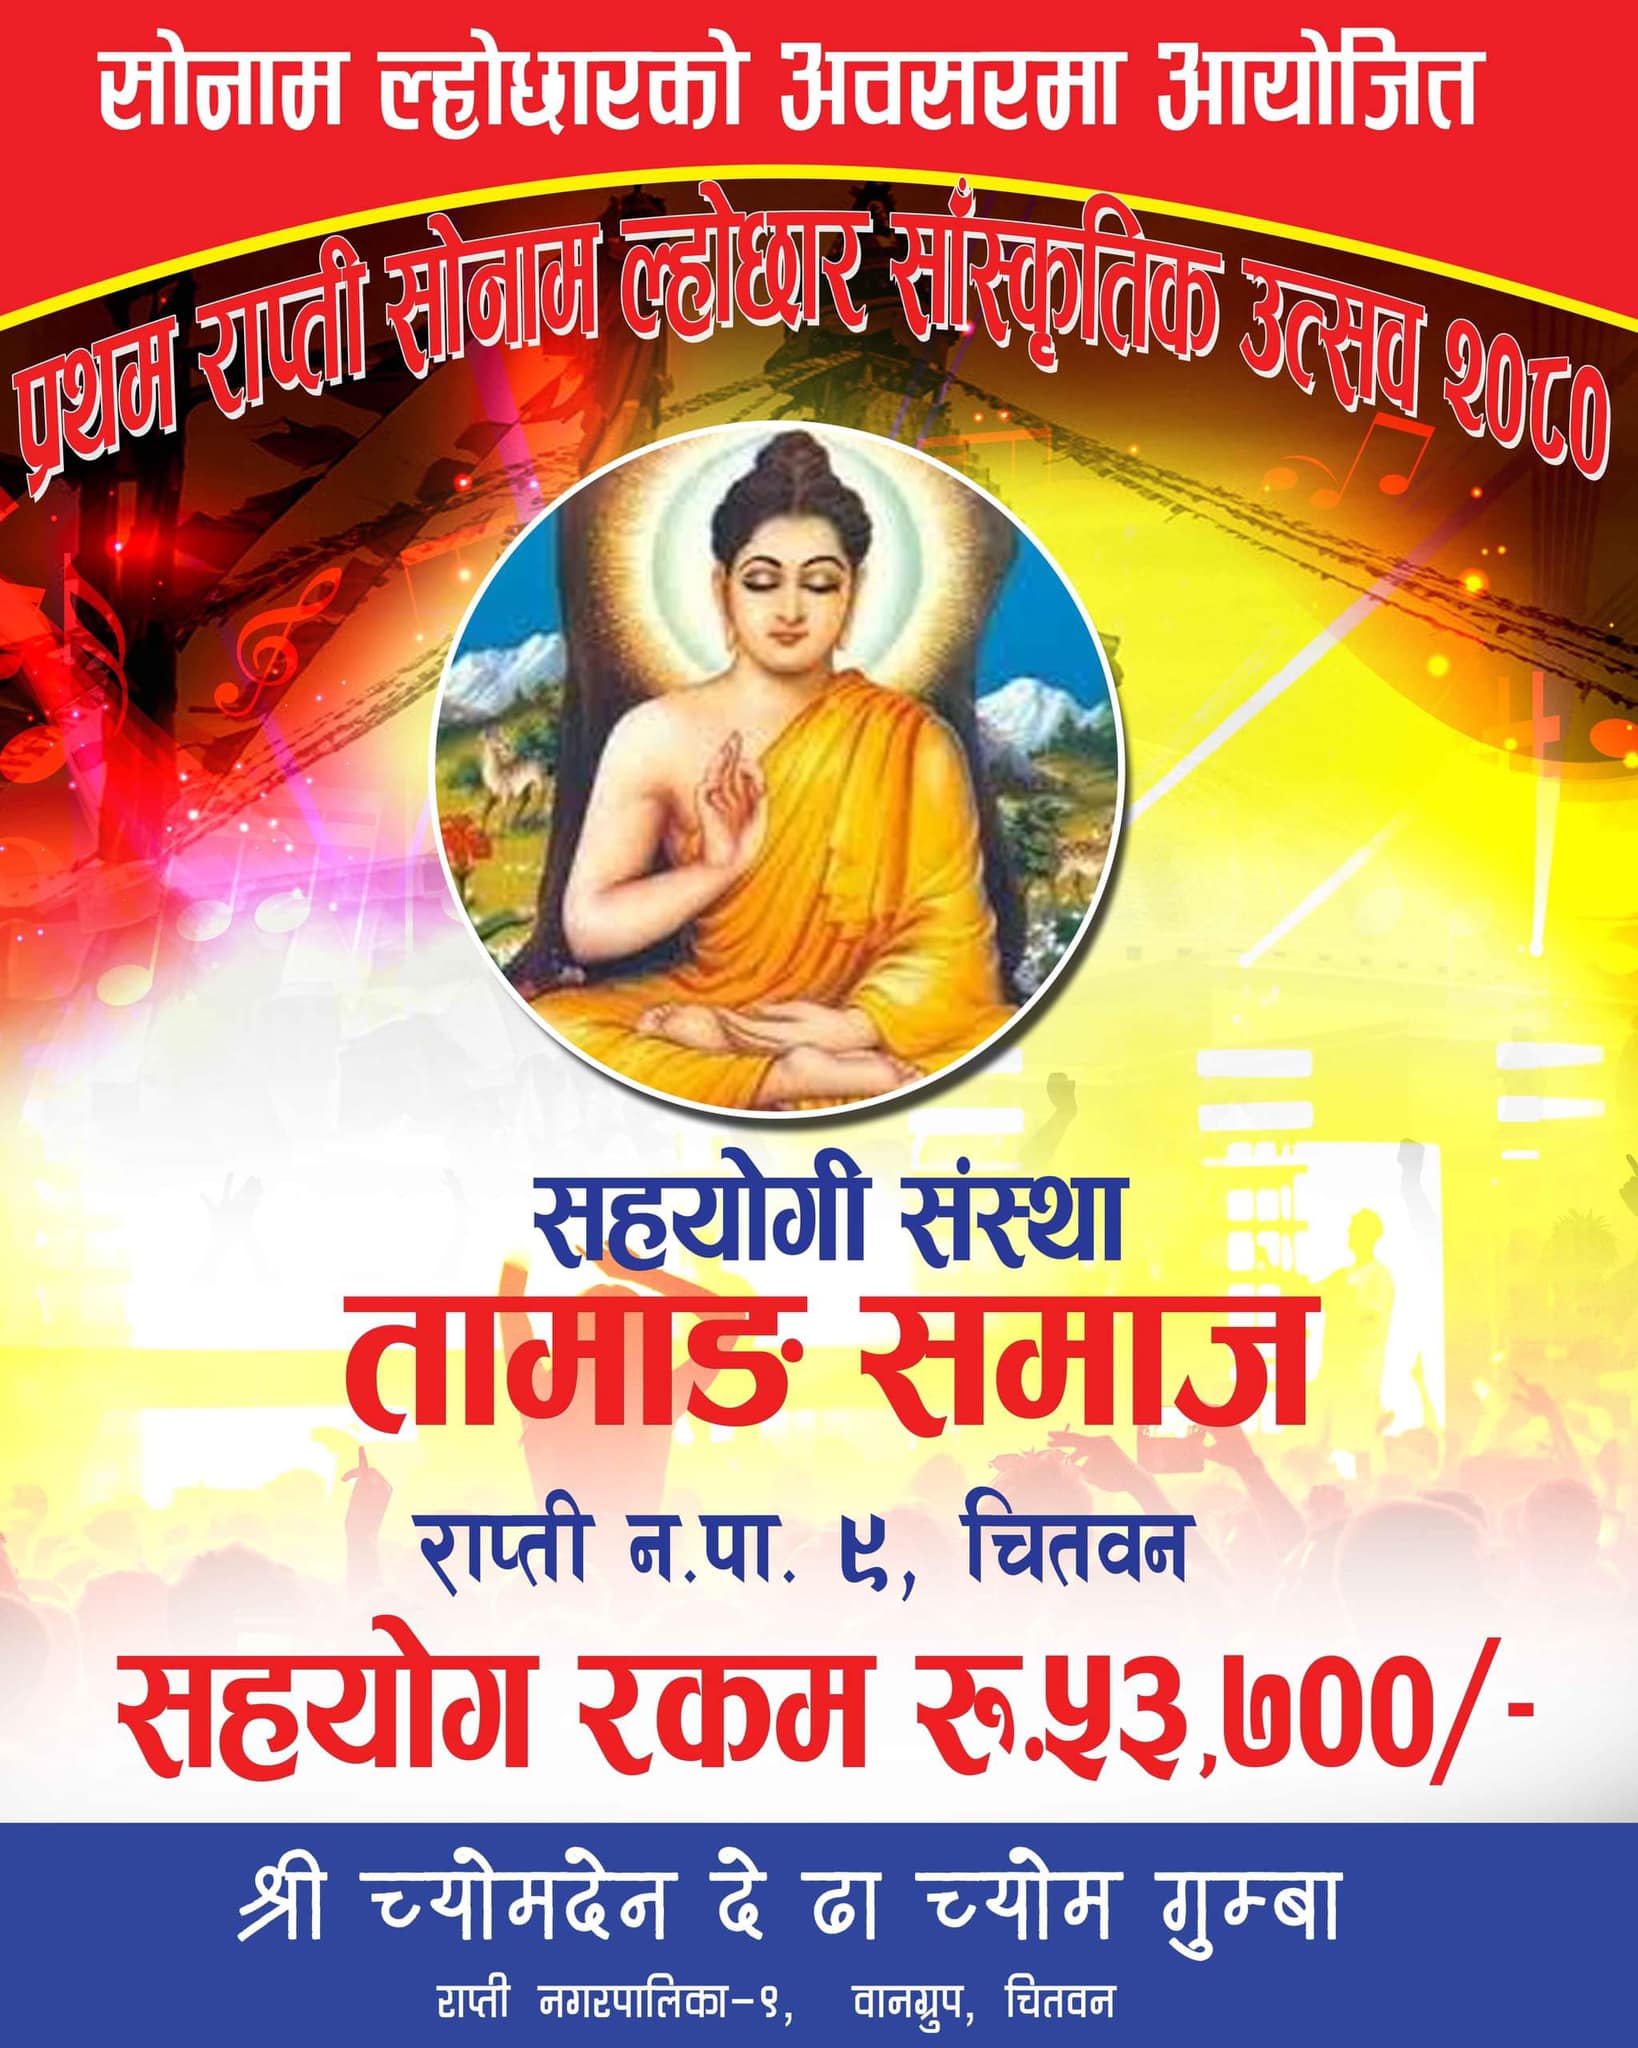 सोनाम ल्होछारको अवसरमा आयोजित
प्रथम राप्ती सोनाम ल्होछार साँस्कृतिक उत्सव २०८०
सहयोगी संस्था
तामाङ समाज
राप्ती न.पा. ९, चितवन
सहयोग रकम रू.५३,७००/-
श्री च्योमदेन दे ढा च्योम गुम्बा
राप्ती नगरपालिका-९, वानग्रुप, चितवन